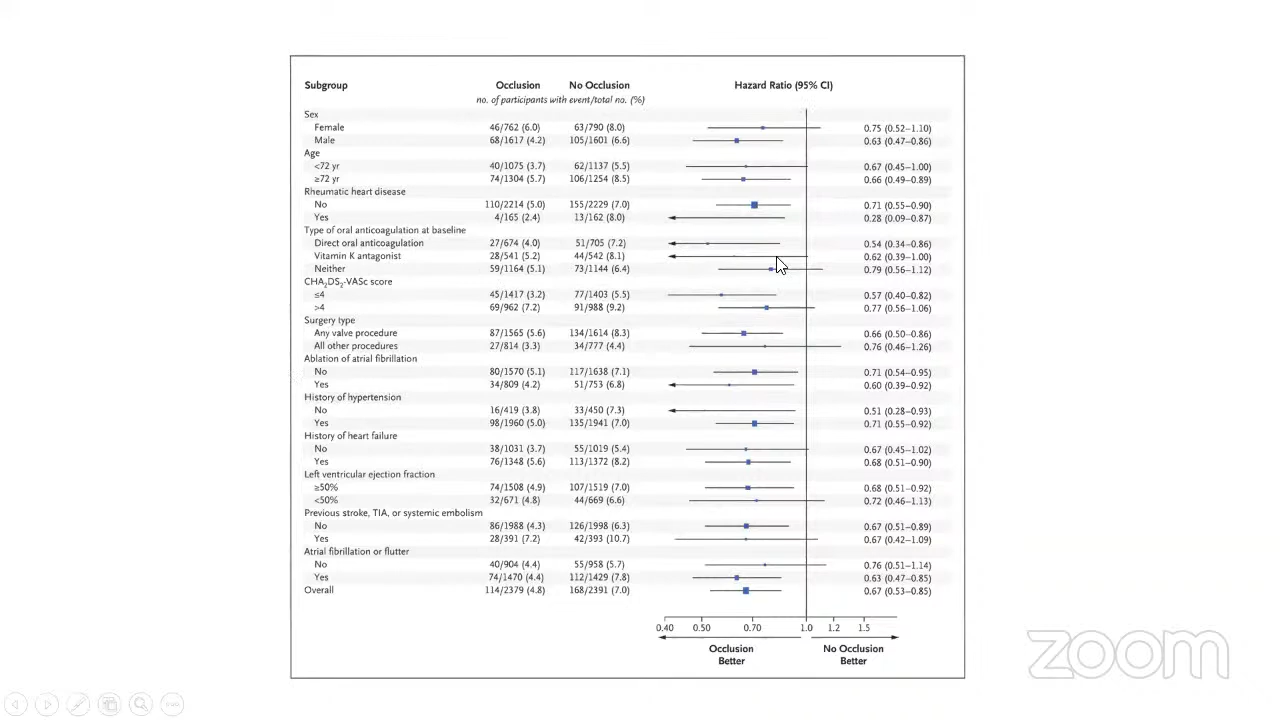 Subgroup Occlusion No Occlusion Hazard Ratio (95% CI)
no. of participants with event/total no. (%)
Sex
Female 46/762 (6.0) 63/790 (8.0) 0.75 (0.52–1.10)
Male 68/1617 (4.2) 105/1601 (6.6) 0.63 (0.47–0.86)
Age
<72 yr 40/1075 (3.7) 62/1137 (5.5) 0.67 (0.45–1.00)
≥72 yr 74/1304 (5.7) 106/1254 (8.5) 0.66 (0.49–0.89)
Rheumatic heart disease
No 110/2214 (5.0) 155/2229 (7.0) 0.71 (0.55–0.90)
Yes 4/165 (2.4) 13/162 (8.0) 0.28 (0.09–0.87)
Type of oral anticoagulation at baseline
Direct oral anticoagulation 27/674 (4.0) 51/705 (7.2) 0.54 (0.34–0.86)
Vitamin K antagonist 28/541 (5.2) 44/542 (8.1) 0.62 (0.39–1.00)
Neither 59/1164 (5.1) 73/1144 (6.4) 0.79 (0.56–1.12)
CHA2DS2-VASc score
≤4 45/1417 (3.2) 77/1403 (5.5) 0.57 (0.40–0.82)
>4 69/962 (7.2) 91/988 (9.2) 0.77 (0.56–1.06)
Surgery type
Any valve procedure 87/1565 (5.6) 134/1614 (8.3) 0.66 (0.50–0.86)
All other procedures 27/814 (3.3) 34/777 (4.4) 0.76 (0.46–1.26)
Ablation of atrial fibrillation
No 80/1570 (5.1) 117/1638 (7.1) 0.71 (0.54–0.95)
Yes 34/809 (4.2) 51/753 (6.8) 0.60 (0.39–0.92)
History of hypertension
No 16/419 (3.8) 33/450 (7.3) 0.51 (0.28–0.93)
Yes 98/1960 (5.0) 135/1941 (7.0) 0.71 (0.55–0.92)
History of heart failure
No 38/1031 (3.7) 55/1019 (5.4) 0.67 (0.45–1.02)
Yes 76/1348 (5.6) 113/1372 (8.2) 0.68 (0.51–0.90)
Left ventricular ejection fraction
≥50% 74/1508 (4.9) 107/1519 (7.0) 0.68 (0.51–0.92)
<50% 32/671 (4.8) 44/669 (6.6) 0.72 (0.46–1.13)
Previous stroke, TIA, or systemic embolism
No 86/1988 (4.3) 126/1998 (6.3) 0.67 (0.51–0.89)
Yes 28/391 (7.2) 42/393 (10.7) 0.67 (0.42–1.09)
Atrial fibrillation or flutter
No 40/904 (4.4) 55/958 (5.7) 0.76 (0.51–1.14)
Yes 74/1470 (4.4) 112/1429 (7.8) 0.63 (0.47–0.85)
Overall 114/2379 (4.8) 168/2391 (7.0) 0.67 (0.53–0.85)
0.40 0.50 0.70 1.0 1.2 1.5
Occlusion No Occlusion
Better Better
zoom